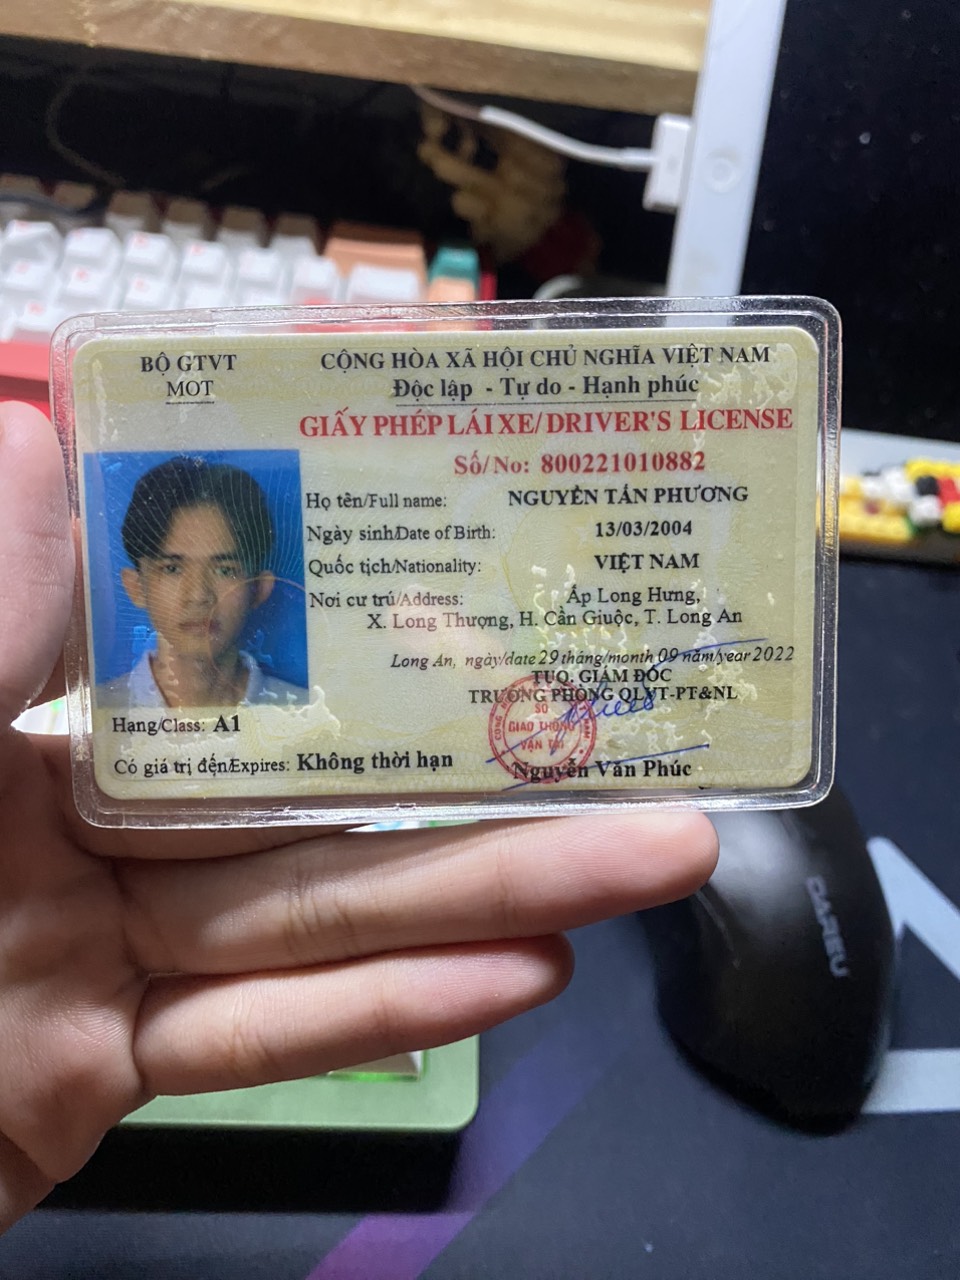 BỘ GTVT
MOT
CỘNG HÒA XÃ HỘI CHỦ NGHĨA VIỆT NAM
Độc lập - Tự do - Hạnh phúc
GIẤY PHÉP LÁI XE/DRIVER'S LICENSE
Số/No: 800221010882
Họ tên/Full name: NGUYỄN TẤN PHƯƠNG
Ngày sinh/Date of Birth: 13/03/2004
Quốc tịch/Nationality: VIỆT NAM
Nơi cư trú/Address: Ấp Long Hưng,
X. Long Thượng, H. Cần Giuộc, T. Long An
Long An, ngày/date 29 tháng/month 09 năm/year 2022
TUQ. GIÁM ĐỐC
TRƯỞNG PHÒNG QLVT-PT&NL
SỞ
GIAO THÔNG
VẬN TẢI
Hạng/Class: A1
Có giá trị đến/Expires: Không thời hạn
Nguyễn Văn Phúc
DAREU